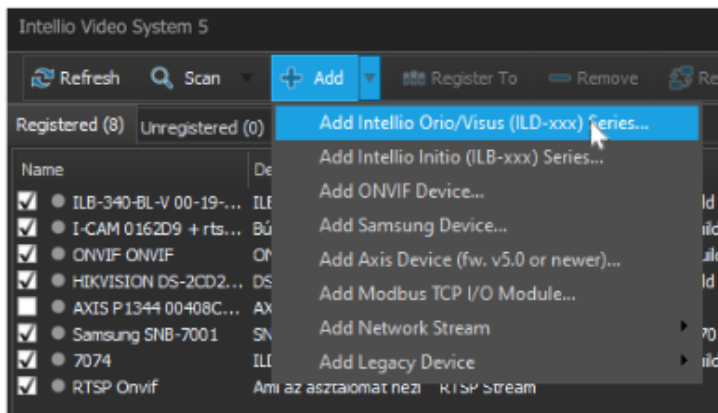 Intellio Video System 5
Refresh Scan Add Register To Remove Re
Registered (8) Unregistered (0)
Add Intellio Orio/Visus (ILD-xxx) Series...
Name De
Add Intellio Initio (ILB-xxx) Series...
ILB-340-BL-V 00-19-... ILB
Add ONVIF Device...
I-CAM 0162D9 + rts... Bú
Add Samsung Device...
ONVIF ONVIF ON
HIKVISION DS-2CD2... DS
Add Axis Device (fw. v5.0 or newer)...
AXIS P1344 00408C... AX
Add Modbus TCP I/O Module...
Samsung SNB-7001 SN
Add Network Stream
70
7074 ILD
Add Legacy Device
RTSP Onvif Ami az asztalomat nézi RTSP Stream